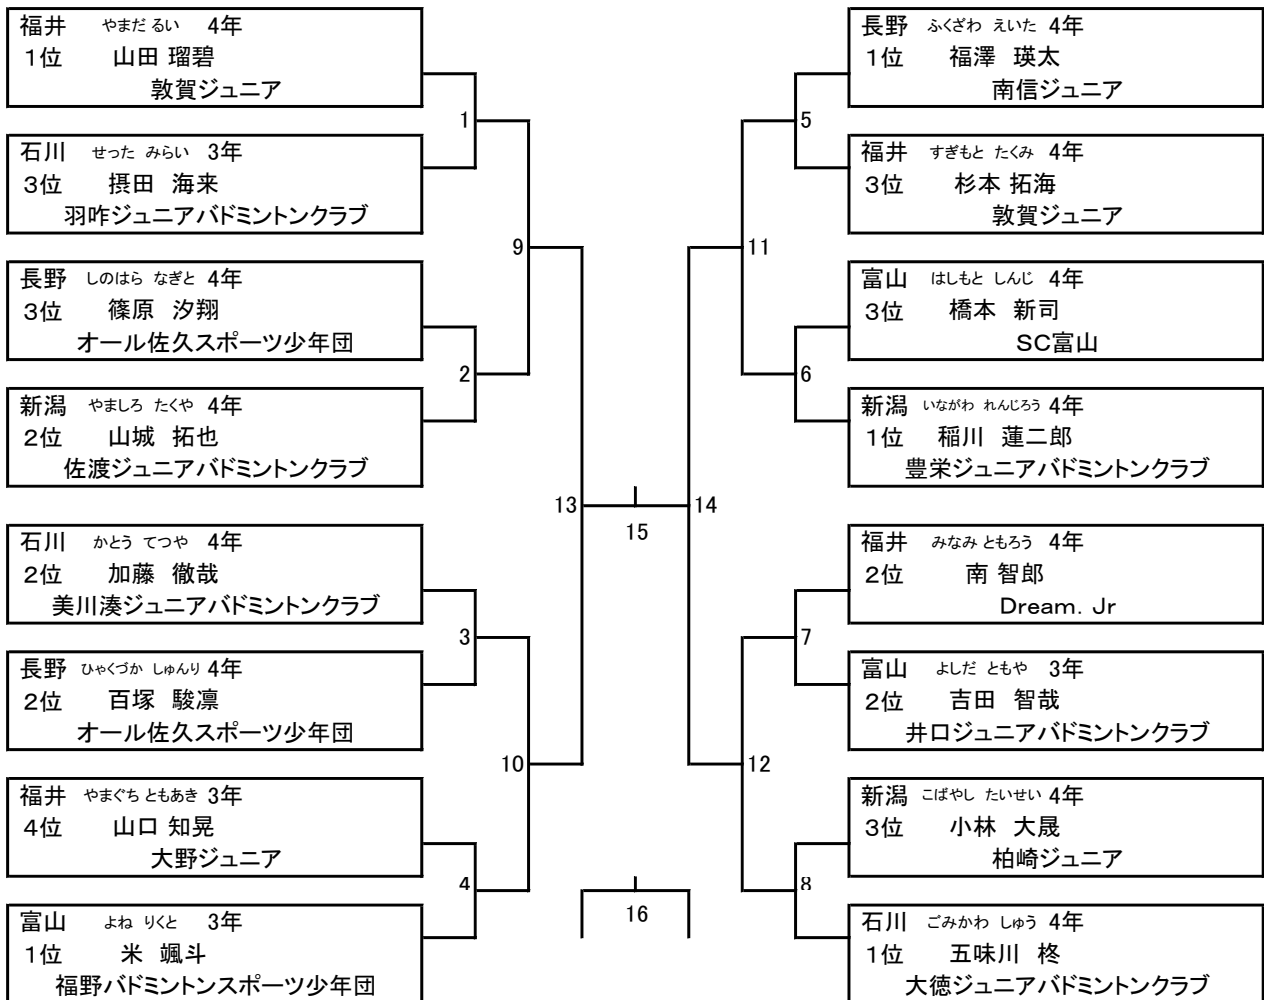 福井 やまだ るい 4年
1位 山田 瑠碧
敦賀ジュニア
1
石川 せった みらい 3年
3位 摂田 海来
羽咋ジュニアバドミントンクラブ
9
長野 しのはら なぎと 4年
3位 篠原 汐翔
オール佐久スポーツ少年団
2
新潟 やましろ たくや 4年
2位 山城 拓也
佐渡ジュニアバドミントンクラブ
13
15
石川 かとう てつや 4年
2位 加藤 徹哉
美川湊ジュニアバドミントンクラブ
3
長野 ひゃくづか しゅんり 4年
2位 百塚 駿凛
オール佐久スポーツ少年団
10
福井 やまぐち ともあき 3年
4位 山口 知晃
大野ジュニア
4
富山 よね りくと 3年
1位 米 颯斗
福野バドミントンスポーツ少年団
16
長野 ふくざわ えいた 4年
1位 福澤 瑛太
南信ジュニア
5
福井 すぎもと たくみ 4年
3位 杉本 拓海
敦賀ジュニア
11
富山 はしもと しんじ 4年
3位 橋本 新司
SC富山
6
新潟 いながわ れんじろう 4年
1位 稲川 蓮二郎
豊栄ジュニアバドミントンクラブ
14
福井 みなみ ともろう 4年
2位 南 智郎
Dream. Jr
7
富山 よしだ ともや 3年
2位 吉田 智哉
井口ジュニアバドミントンクラブ
12
新潟 こばやし たいせい 4年
3位 小林 大晟
柏崎ジュニア
8
石川 ごみかわ しゅう 4年
1位 五味川 柊
大徳ジュニアバドミントンクラブ